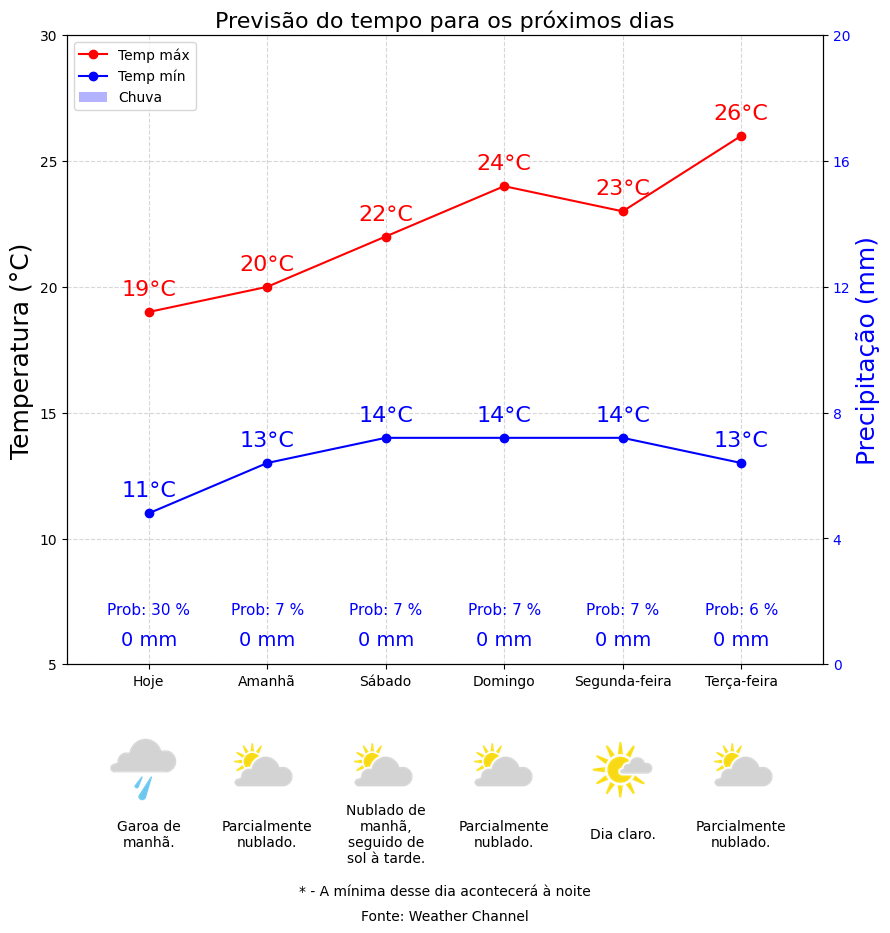 Previsão do tempo para os próximos dias
Temp máx
Temp mín
Chuva
Temperatura (°C)
Precipitação (mm)
30
25
20
15
10
5
20
16
12
8
4
0
19°C
20°C
22°C
24°C
23°C
26°C
11°C
13°C
14°C
14°C
14°C
13°C
Prob: 30 %
Prob: 7 %
Prob: 7 %
Prob: 7 %
Prob: 7 %
Prob: 6 %
0 mm
0 mm
0 mm
0 mm
0 mm
0 mm
Hoje
Amanhã
Sábado
Domingo
Segunda-feira
Terça-feira
Garoa de
manhã.
Parcialmente
nublado.
Nublado de
manhã,
seguido de
sol à tarde.
Parcialmente
nublado.
Dia claro.
Parcialmente
nublado.
* - A mínima desse dia acontecerá à noite
Fonte: Weather Channel